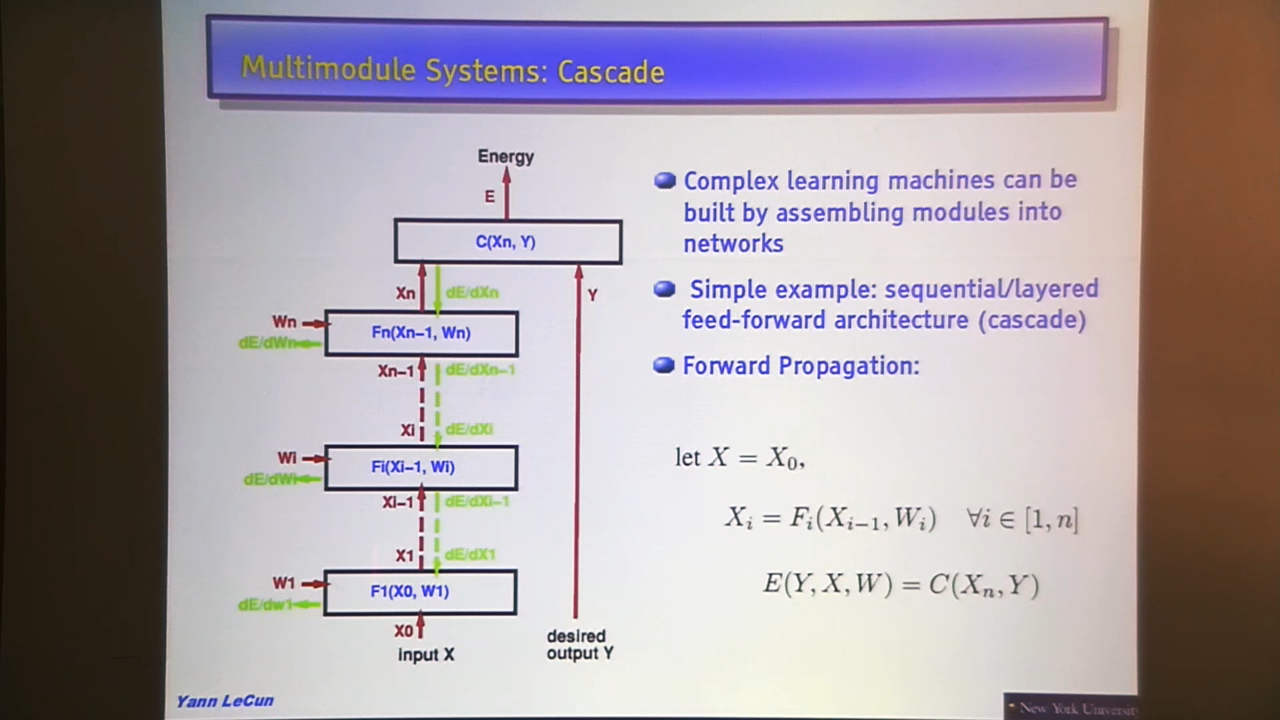 Multimodule Systems: Cascade
Energy
E
C(Xn, Y)
Xn
dE/dXn
Y
Wn
dE/dWn
Fn(Xn−1, Wn)
Xn−1
dE/dXn−1
Xi
dE/dXi
Wi
dE/dWi
Fi(Xi−1, Wi)
Xi−1
dE/dXi−1
X1
dE/dX1
W1
dE/dw1
F1(X0, W1)
X0
input X
desired
output Y
Complex learning machines can be
built by assembling modules into
networks
Simple example: sequential/layered
feed-forward architecture (cascade)
Forward Propagation:
let X = X₀,
Xᵢ = Fᵢ(Xᵢ₋₁, Wᵢ) ∀i ∈ [1, n]
E(Y, X, W) = C(Xₙ, Y)
Yann LeCun
New York University